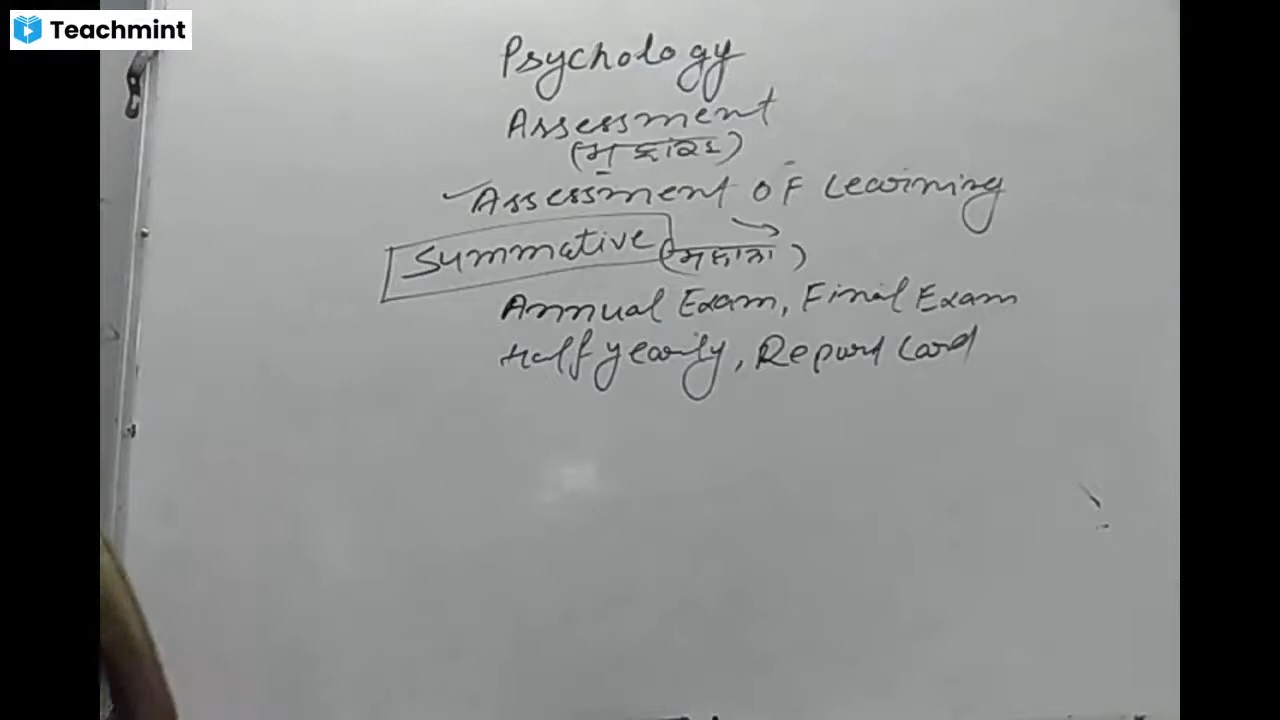 Teachmint
Psychology
Assessment
Assessment of Learning
Summative
Annual Exam, Final Exam
Half yearly, Report Card